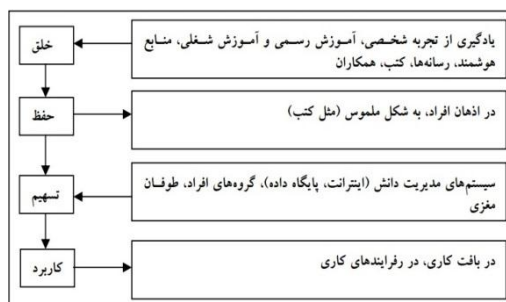 خلق
یادگیری از تجربه شخصی، آموزش رسمی و آموزش شغلی، منابع
هوشمند، رسانه‌ها، کتب، همکاران
حفظ
در اذهان افراد، به شکل ملموس (مثل کتب)
تسهیم
سیستم‌های مدیریت دانش (اینترانت، پایگاه داده)، گروه‌های افراد، طوفان
مغزی
کاربرد
در بافت کاری، در رفرایندهای کاری